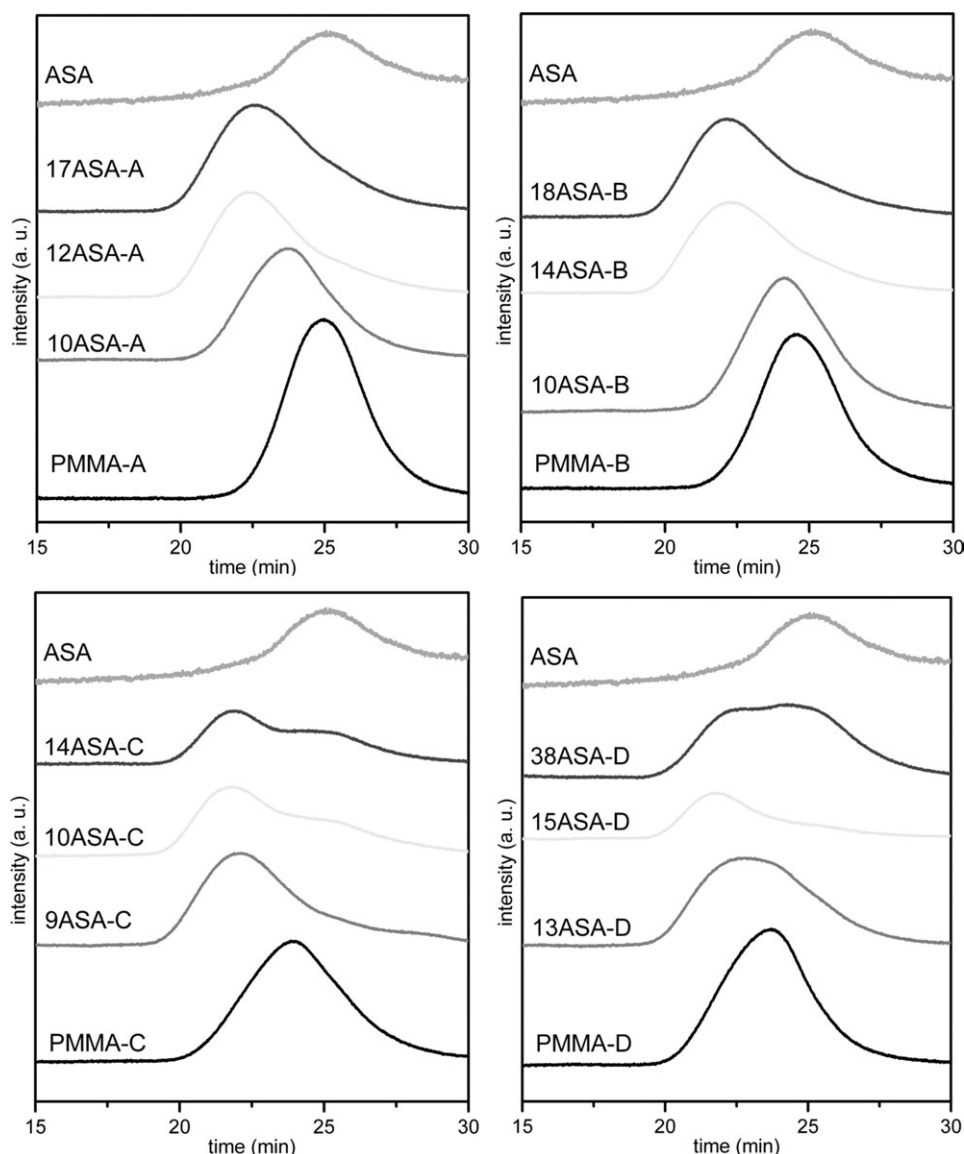 ASA
17ASA-A
12ASA-A
10ASA-A
PMMA-A
intensity (a. u.)
15 20 25 30
time (min)
ASA
18ASA-B
14ASA-B
10ASA-B
PMMA-B
intensity (a. u.)
15 20 25 30
time (min)
ASA
14ASA-C
10ASA-C
9ASA-C
PMMA-C
intensity (a. u.)
15 20 25 30
time (min)
ASA
38ASA-D
15ASA-D
13ASA-D
PMMA-D
intensity (a. u.)
15 20 25 30
time (min)